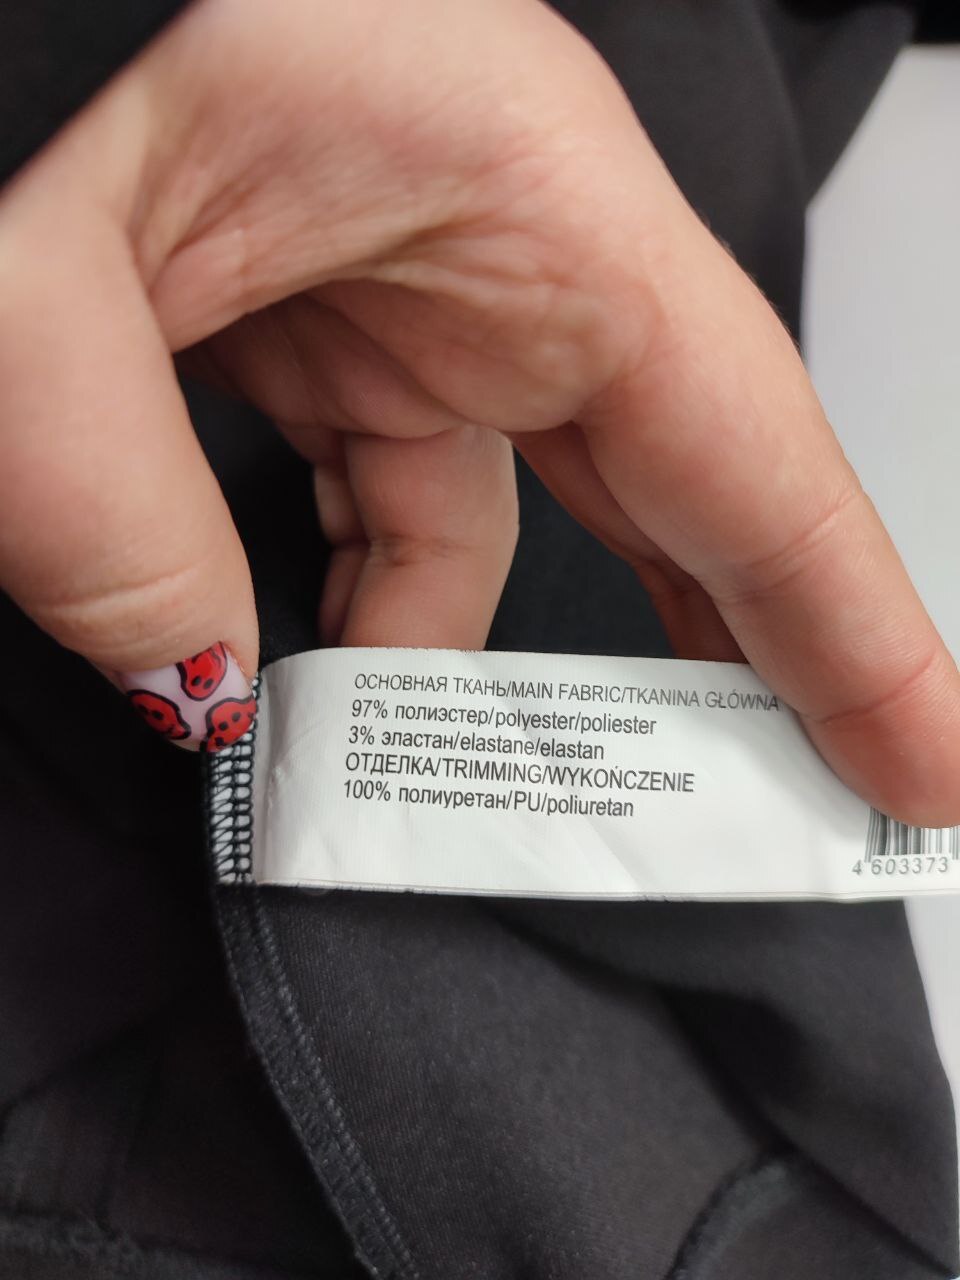 ОСНОВНАЯ ТКАНЬ/MAIN FABRIC/TKANINA GŁÓWNA
97% полиэстер/polyester/poliester
3% эластан/elastane/elastan
ОТДЕЛКА/TRIMMING/WYKOŃCZENIE
100% полиуретан/PU/poliuretan
4 603373